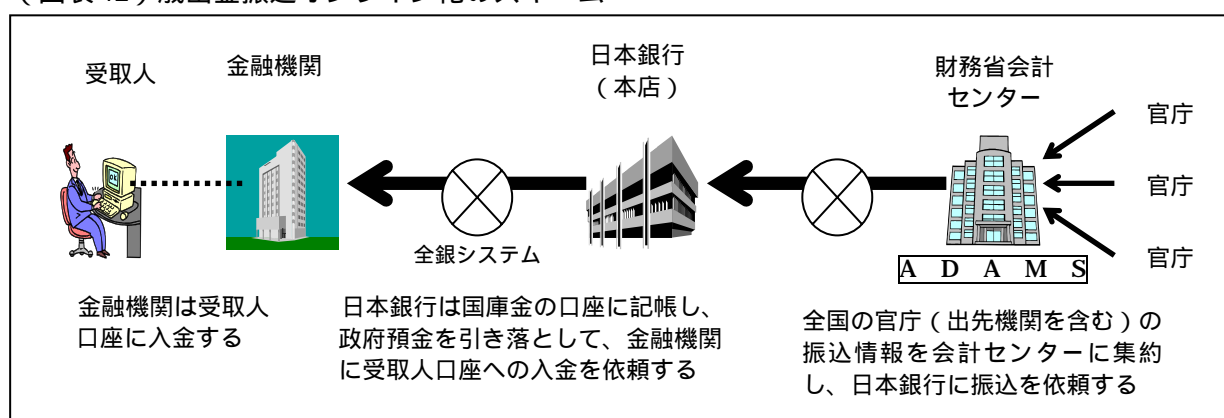 受取人
金融機関
日本銀行
（本店）
財務省会計
センター
官庁
官庁
官庁
全銀システム
ADAMS
金融機関は受取人
口座に入金する
日本銀行は国庫金の口座に記帳し、
政府預金を引き落として、金融機関
に受取人口座への入金を依頼する
全国の官庁（出先機関を含む）の
振込情報を会計センターに集約
し、日本銀行に振込を依頼する